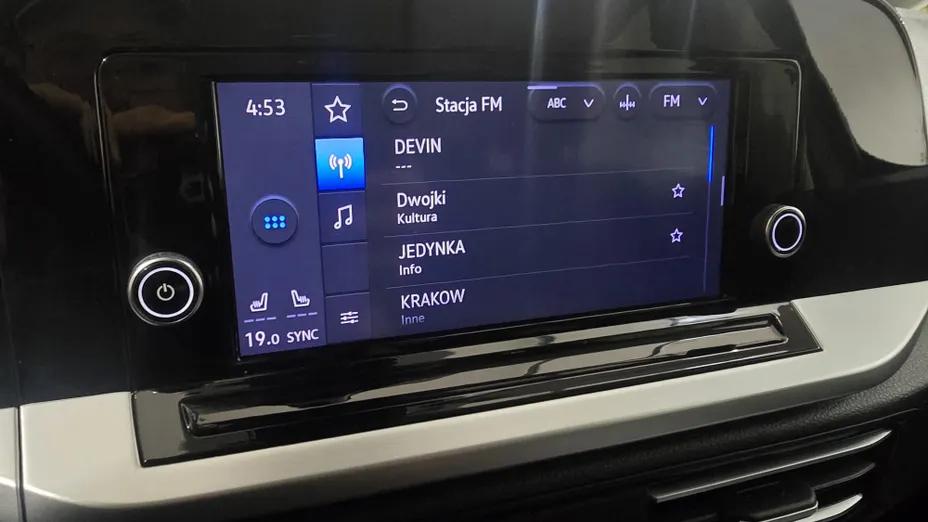 4:53
Stacja FM
ABC
FM
DEVIN
---
Dwojki
Kultura
JEDYNKA
Info
KRAKOW
Inne
19.0 SYNC